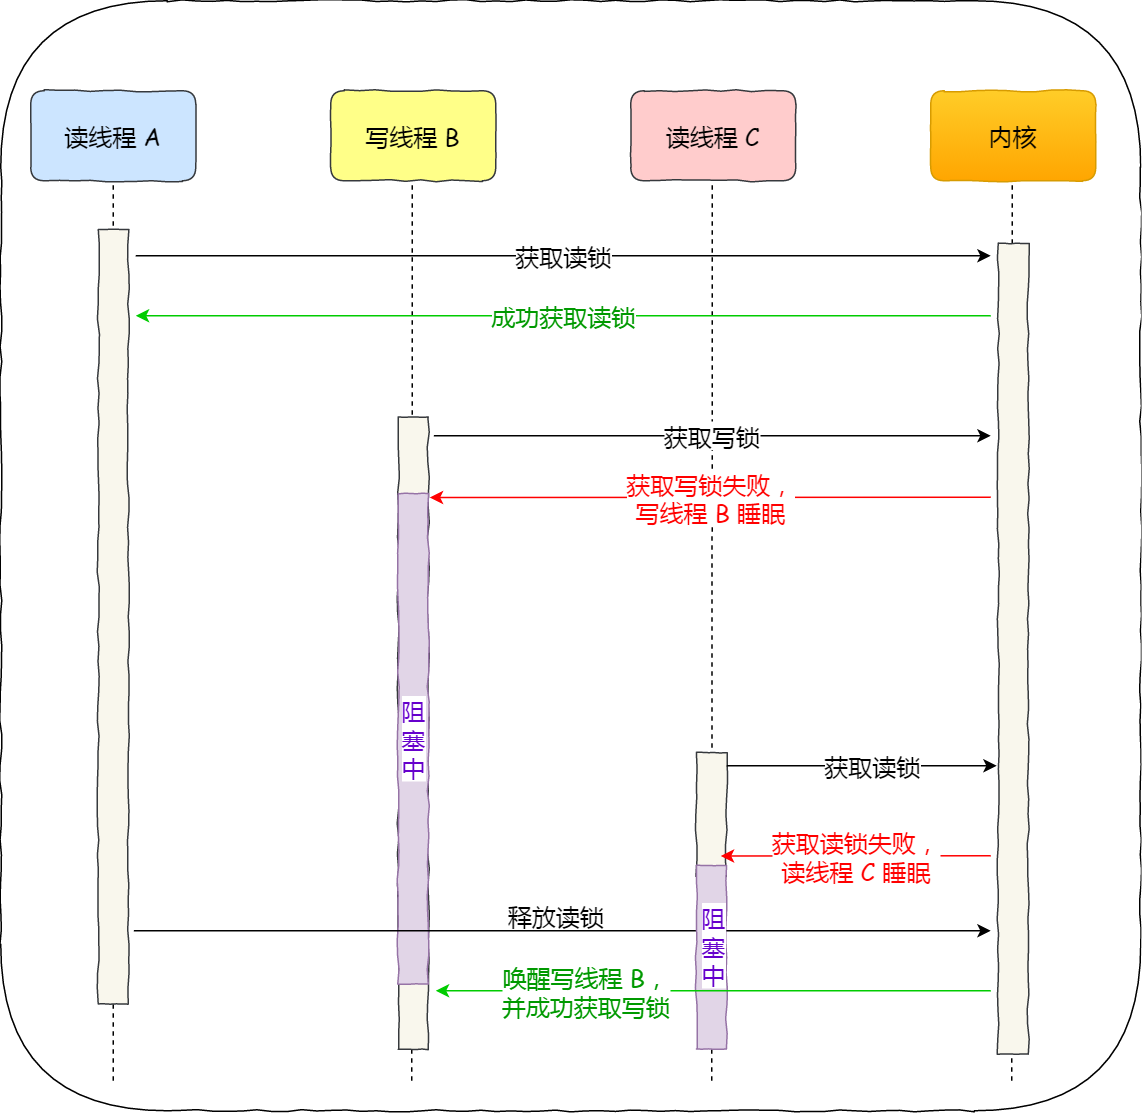 读线程 A
写线程 B
读线程 C
内核
获取读锁
成功获取读锁
获取写锁
获取写锁失败，
写线程 B 睡眠
阻
塞
中
获取读锁
获取读锁失败，
读线程 C 睡眠
释放读锁
阻
塞
中
唤醒写线程 B，
并成功获取写锁